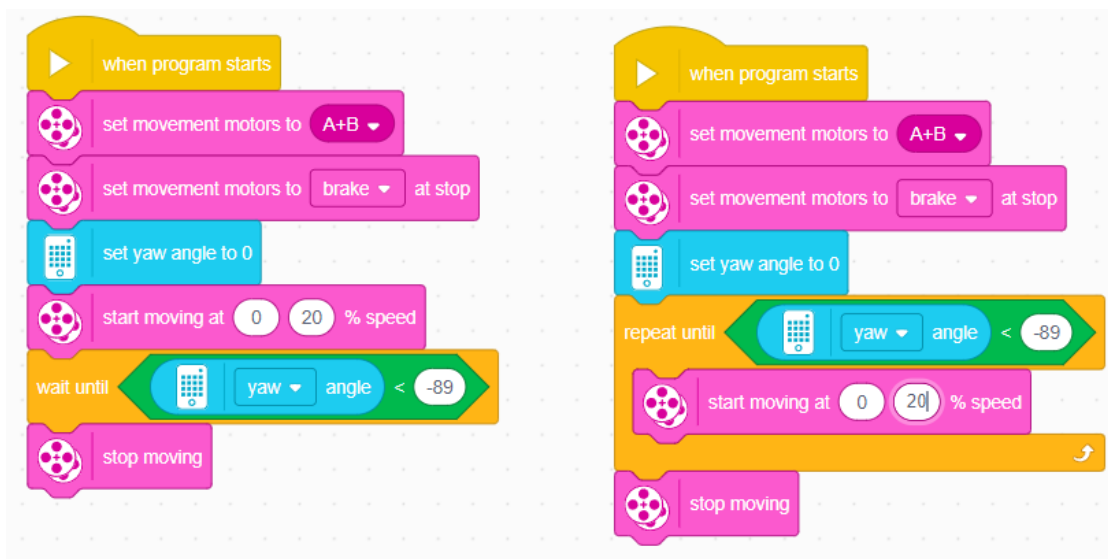 when program starts
set movement motors to A+B
set movement motors to brake at stop
set yaw angle to 0
start moving at 0 20 % speed
wait until yaw angle < -89
stop moving
when program starts
set movement motors to A+B
set movement motors to brake at stop
set yaw angle to 0
repeat until yaw angle < -89
start moving at 0 20 % speed
stop moving